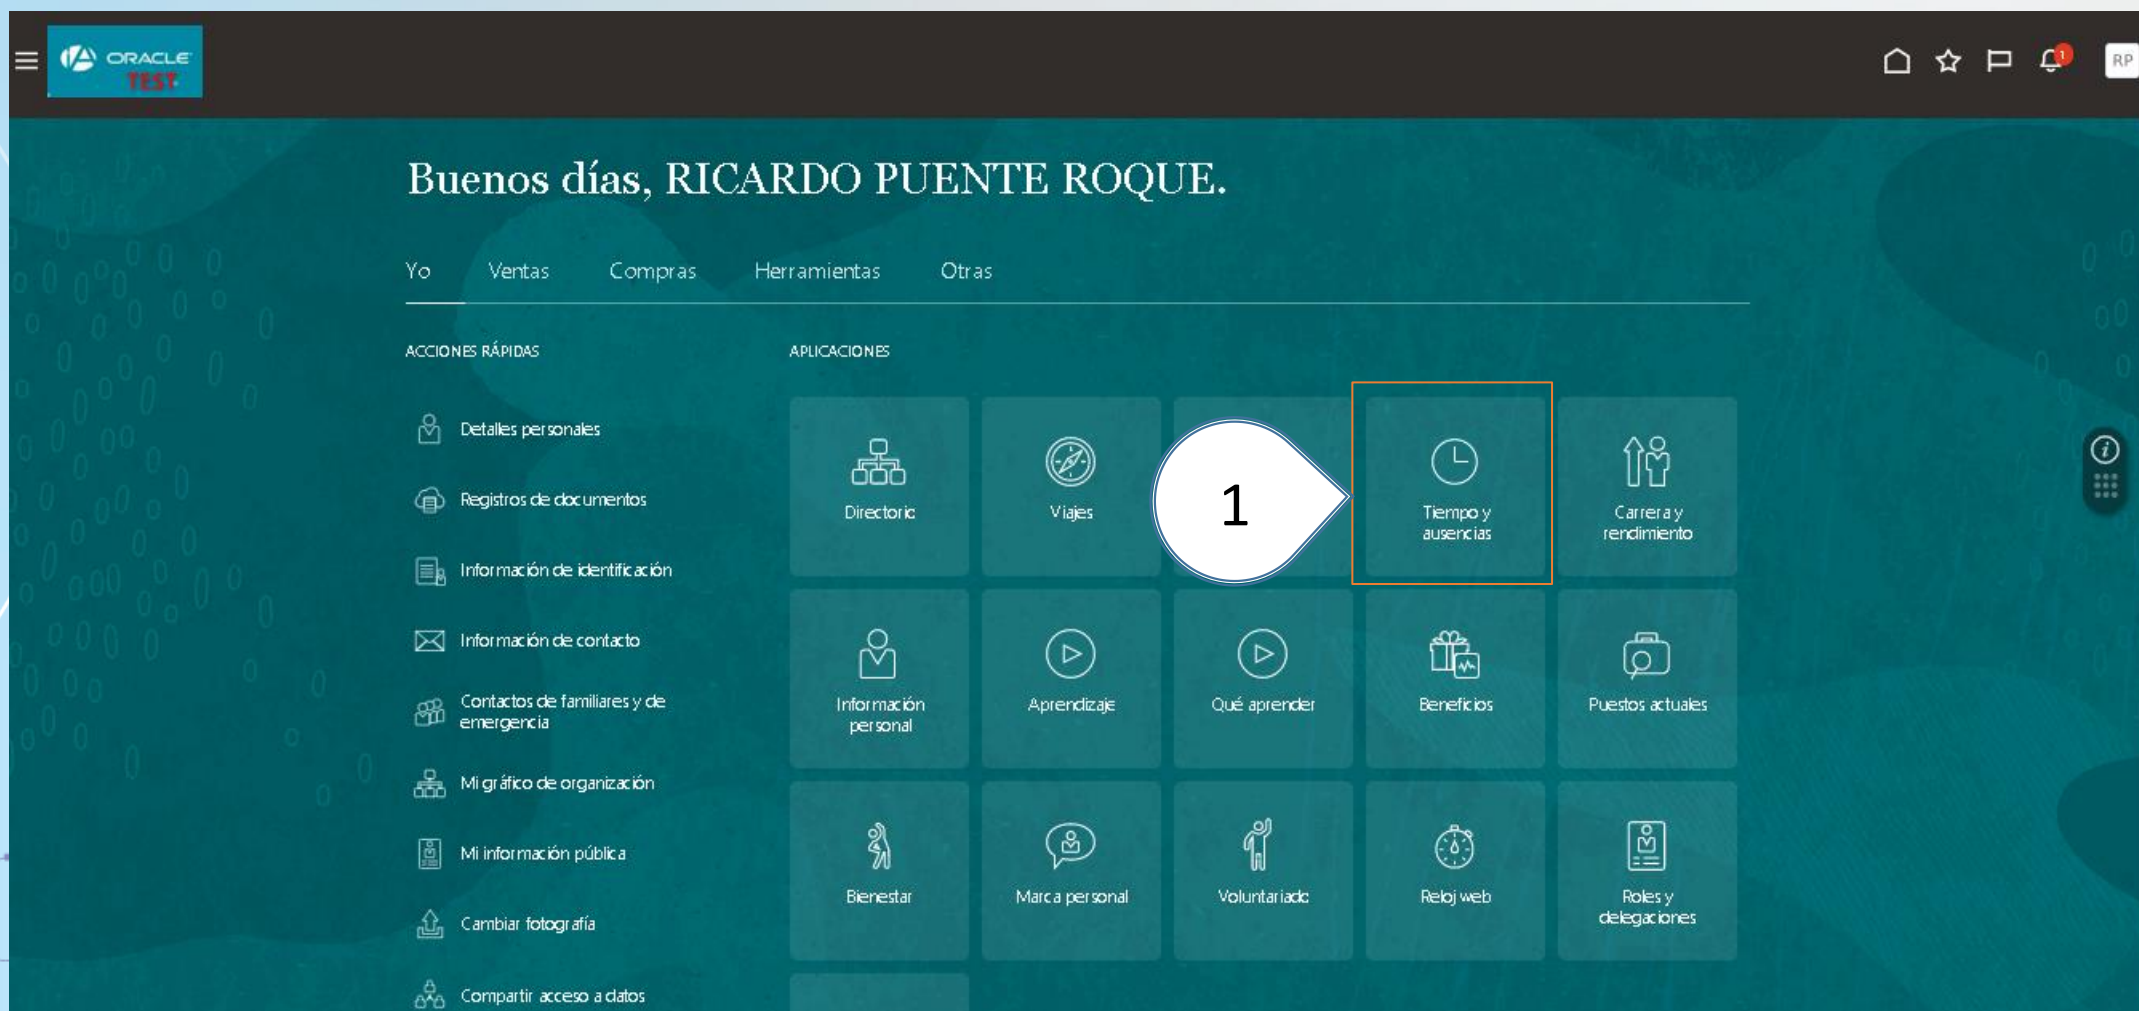 ORACLE
TEST
1
RP
Buenos días, RICARDO PUENTE ROQUE.
Yo Ventas Compras Herramientas Otras
ACCIONES RÁPIDAS
Detalles personales
Registros de documentos
Información de identificación
Información de contacto
Contactos de familiares y de
emergencia
Mi gráfico de organización
Mi información pública
Cambiar fotografía
Compartir acceso a datos
APLICACIONES
Directorio
Viajes
1
Tiempo y
ausencias
Carrera y
rendimiento
Información
personal
Aprendizaje
Qué aprender
Beneficios
Puestos actuales
Bienestar
Marca personal
Voluntariado
Reloj web
Roles y
delegaciones